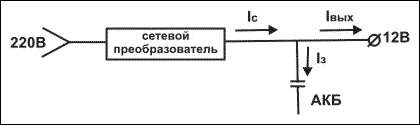 220В
сетевой
преобразователь
Iс
Iвых
12В
Iз
АКБ